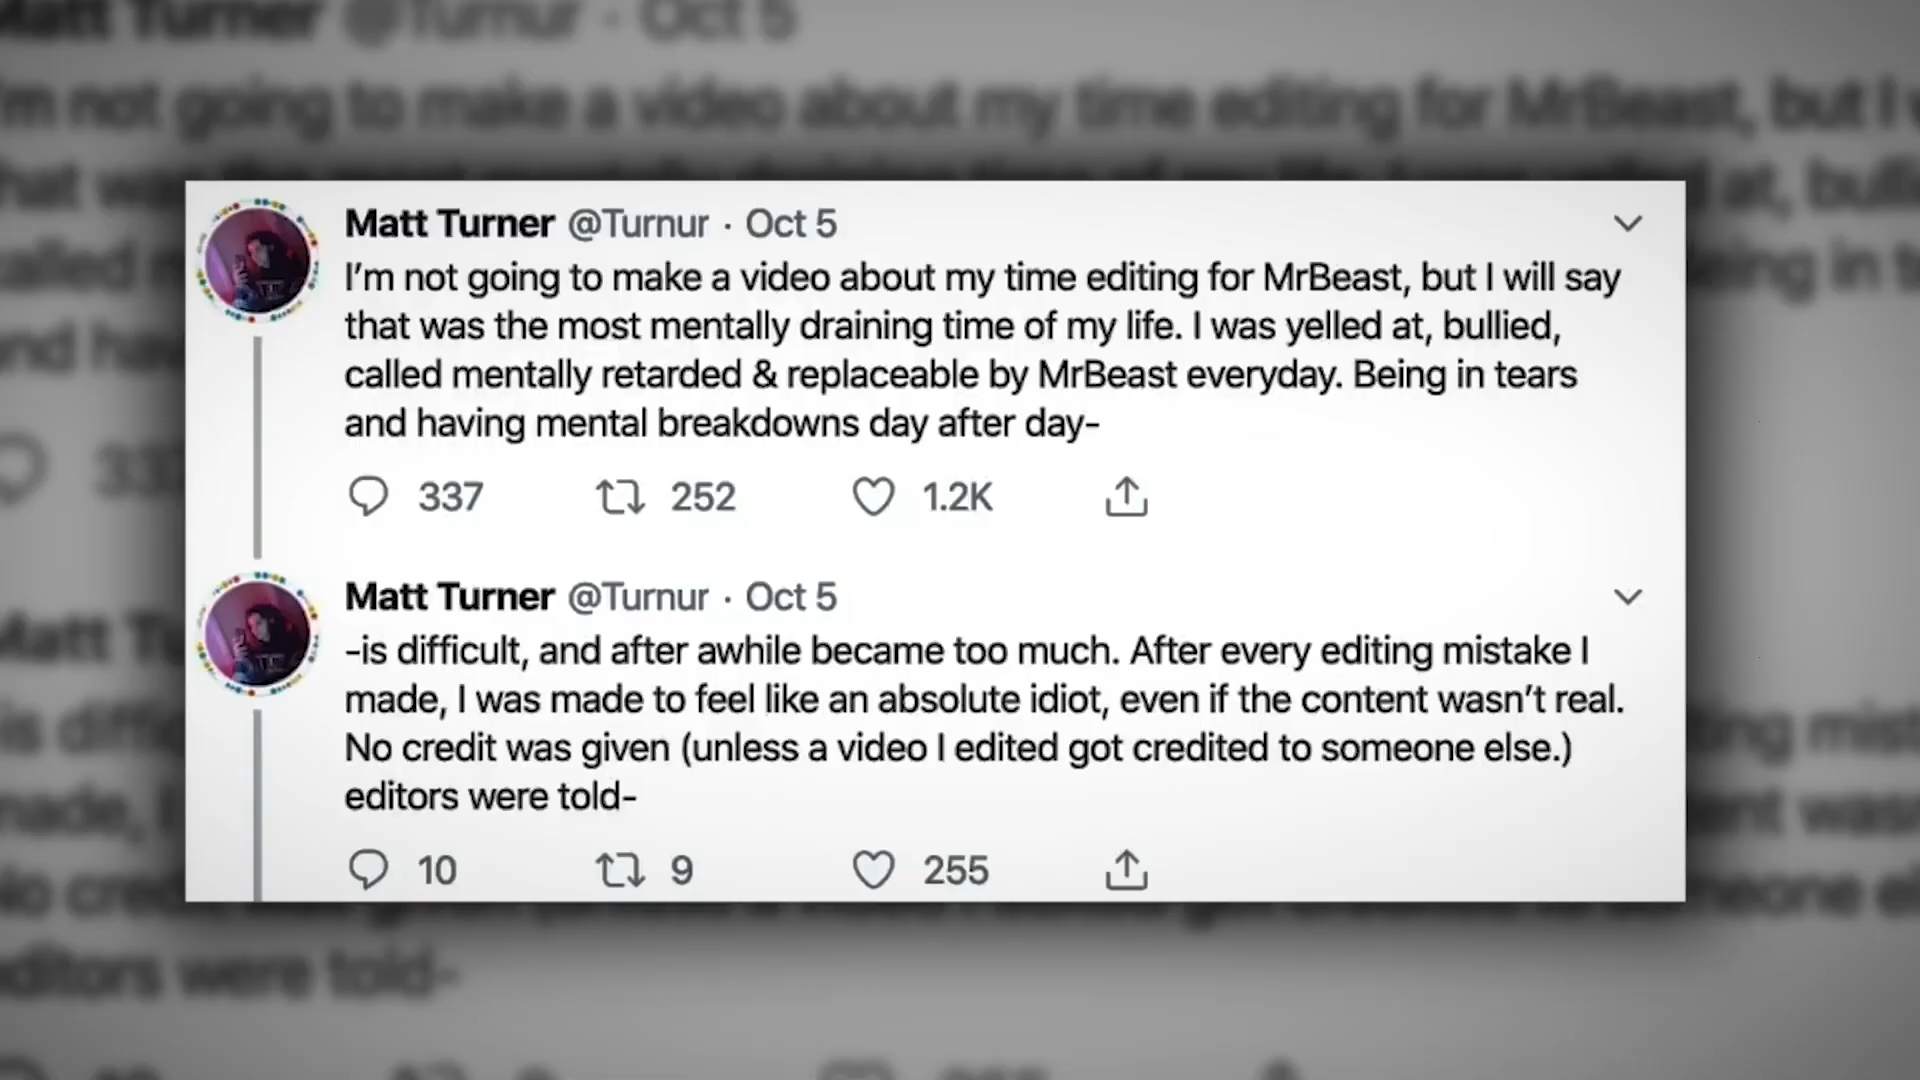 Matt Turner @Turnur · Oct 5
I'm not going to make a video about my time editing for MrBeast, but I will say
that was the most mentally draining time of my life. I was yelled at, bullied,
called mentally retarded & replaceable by MrBeast everyday. Being in tears
and having mental breakdowns day after day-
337 252 1.2K
Matt Turner @Turnur · Oct 5
-is difficult, and after awhile became too much. After every editing mistake I
made, I was made to feel like an absolute idiot, even if the content wasn't real.
No credit was given (unless a video I edited got credited to someone else.)
editors were told-
10 9 255